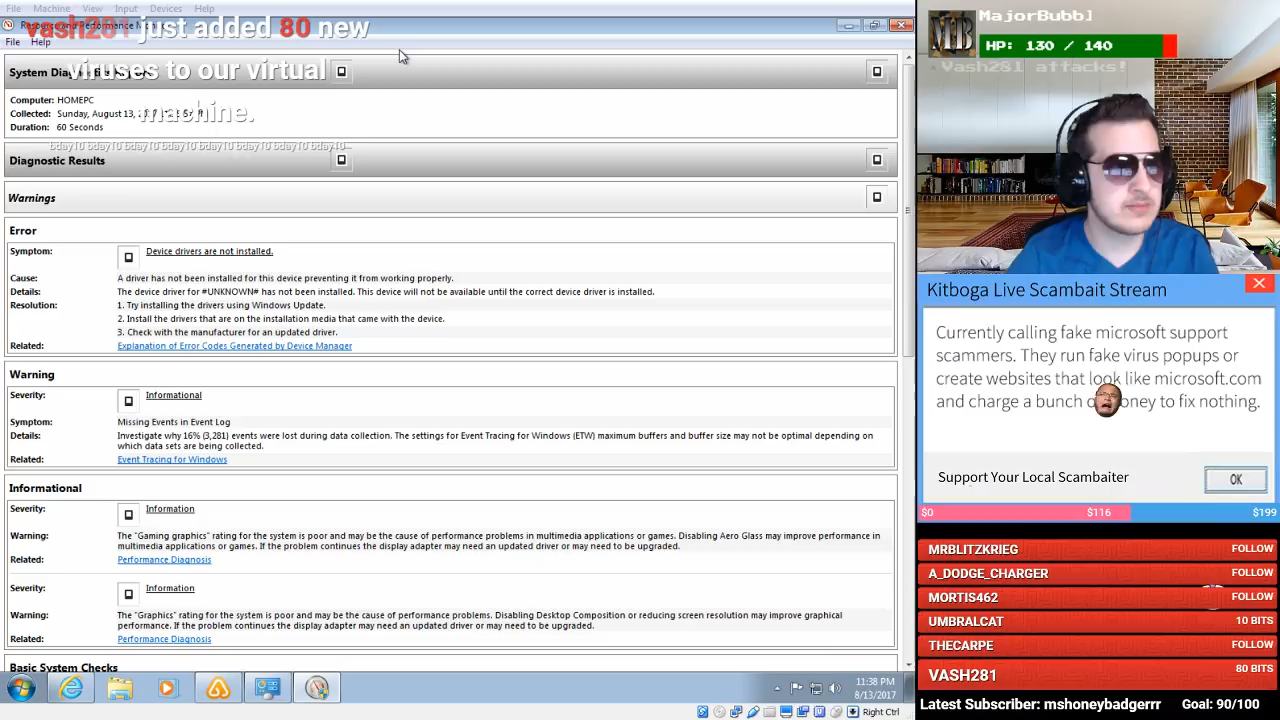 File Machine View Input Devices Help
vash281 just added 80 new
viruses to our virtual
machine.
bday10 bday10 bday10 bday10 bday10 bday10 bday10 bday10
Resource and Performance
File Help
System Diagnostics
Computer: HOMEPC
Collected: Sunday, August 13,
Duration: 60 Seconds
Diagnostic Results
Warnings
Error
Symptom: Device drivers are not installed.
Cause: A driver has not been installed for this device preventing it from working properly.
Details: The device driver for #UNKNOWN# has not been installed. This device will not be available until the correct device driver is installed.
Resolution: 1. Try installing the drivers using Windows Update.
2. Install the drivers that are on the installation media that came with the device.
3. Check with the manufacturer for an updated driver.
Related: Explanation of Error Codes Generated by Device Manager
Warning
Severity: Informational
Symptom: Missing Events in Event Log
Details: Investigate why 16% (3,281) events were lost during data collection. The settings for Event Tracing for Windows (ETW) maximum buffers and buffer size may not be optimal depending on
which data sets are being collected.
Related: Event Tracing for Windows
Informational
Severity: Information
Warning: The "Gaming graphics" rating for the system is poor and may be the cause of performance problems in multimedia applications or games. Disabling Aero Glass may improve performance in
multimedia applications or games. If the problem continues the display adapter may need an updated driver or may need to be upgraded.
Related: Performance Diagnosis
Severity: Information
Warning: The "Graphics" rating for the system is poor and may be the cause of performance problems. Disabling Desktop Composition or reducing screen resolution may improve graphical
performance. If the problem continues the display adapter may need an updated driver or may need to be upgraded.
Related: Performance Diagnosis
Basic System Checks
11:38 PM
8/13/2017
Right Ctrl
MajorBubb]
MB
HP: 130 / 140
Vash281 attacks!
Kitboga Live Scambait Stream
Currently calling fake microsoft support
scammers. They run fake virus popups or
create websites that look like microsoft.com
and charge a bunch money to fix nothing.
Support Your Local Scambaiter
OK
$0 $116 $199
MRBLITZKRIEG FOLLOW
A_DODGE_CHARGER FOLLOW
MORTIS462 FOLLOW
UMBRALCAT 10 BITS
THECARPE FOLLOW
VASH281 80 BITS
Latest Subscriber: mshoneybadgerrr Goal: 90/100